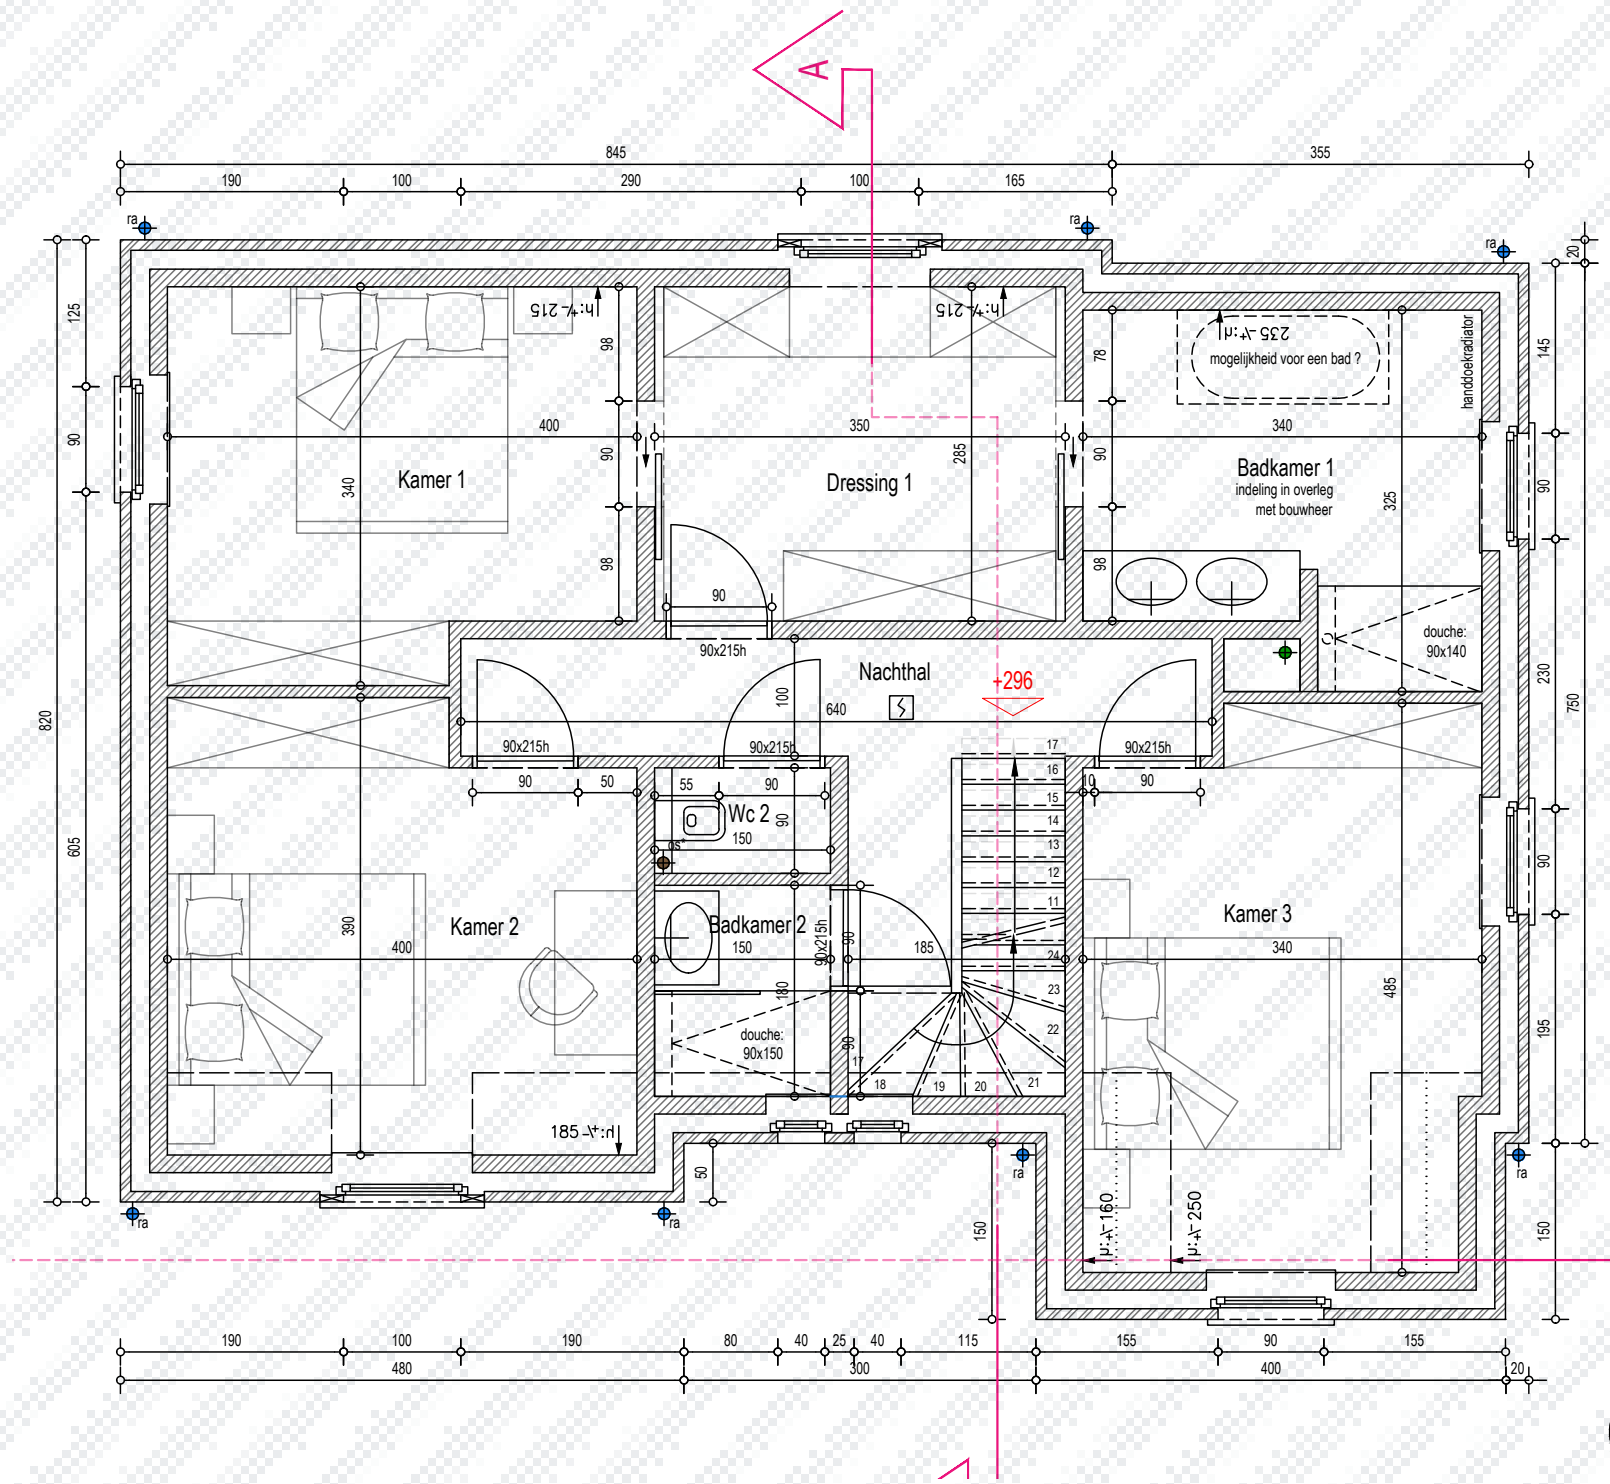 A
845
355
190
100
290
100
165
ra
ra
ra
20
125
90
605
820
h:+/-215
h:+/-215
h:+/-235
mogelijkheid voor een bad ?
handdoekradiator
98
90
98
78
90
98
145
90
230
750
90
195
150
400
350
340
340
285
325
Kamer 1
Dressing 1
Badkamer 1
indeling in overleg
met bouwheer
90
90x215h
douche:
90x140
Nachthal
+296
100
640
90x215h
90x215h
90x215h
90
50
55
90
10
90
Wc 2
90
150
os*
17
16
15
14
13
12
11
24
23
22
21
20
19
18
17
Kamer 2
390
400
Badkamer 2
150
90x215h
90
185
180
90
douche:
90x150
Kamer 3
340
485
h:+/-185
h:+/-160
h:+/-250
50
150
ra
ra
ra
ra
190
100
190
80
40
25
40
115
155
90
155
480
300
400
20